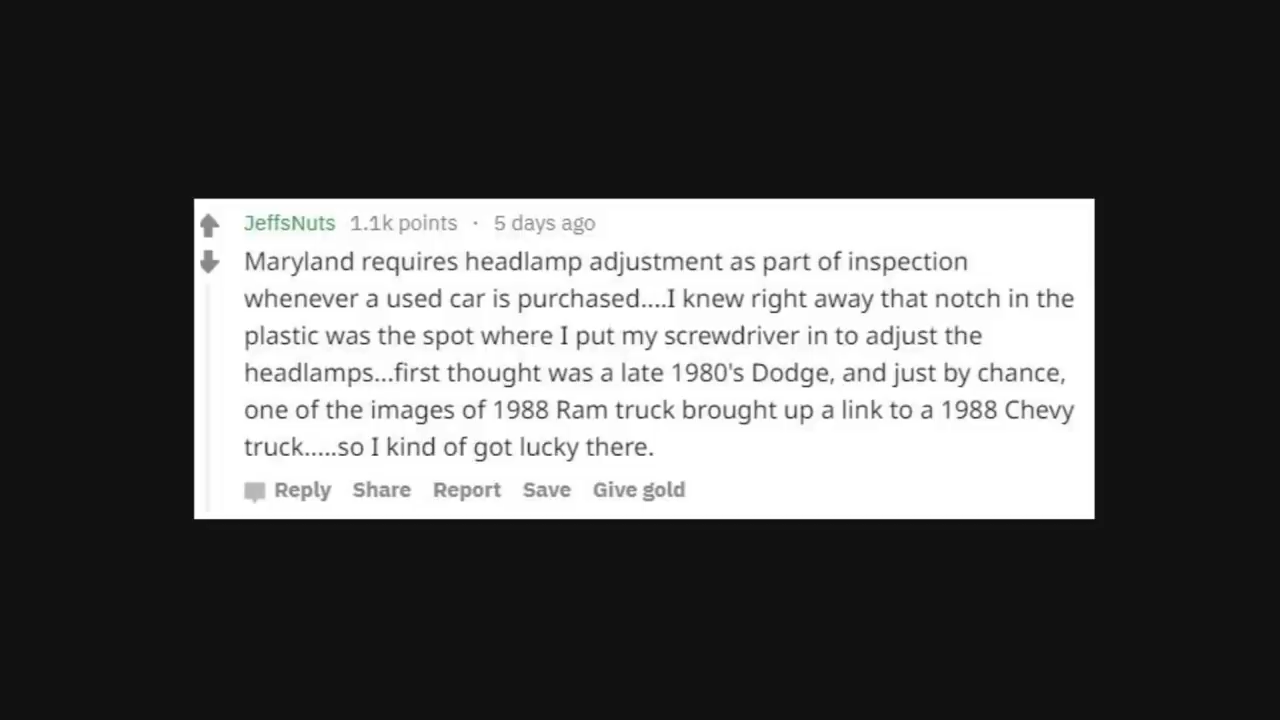 JeffsNuts 1.1k points · 5 days ago
Maryland requires headlamp adjustment as part of inspection
whenever a used car is purchased....I knew right away that notch in the
plastic was the spot where I put my screwdriver in to adjust the
headlamps...first thought was a late 1980's Dodge, and just by chance,
one of the images of 1988 Ram truck brought up a link to a 1988 Chevy
truck.....so I kind of got lucky there.
Reply Share Report Save Give gold